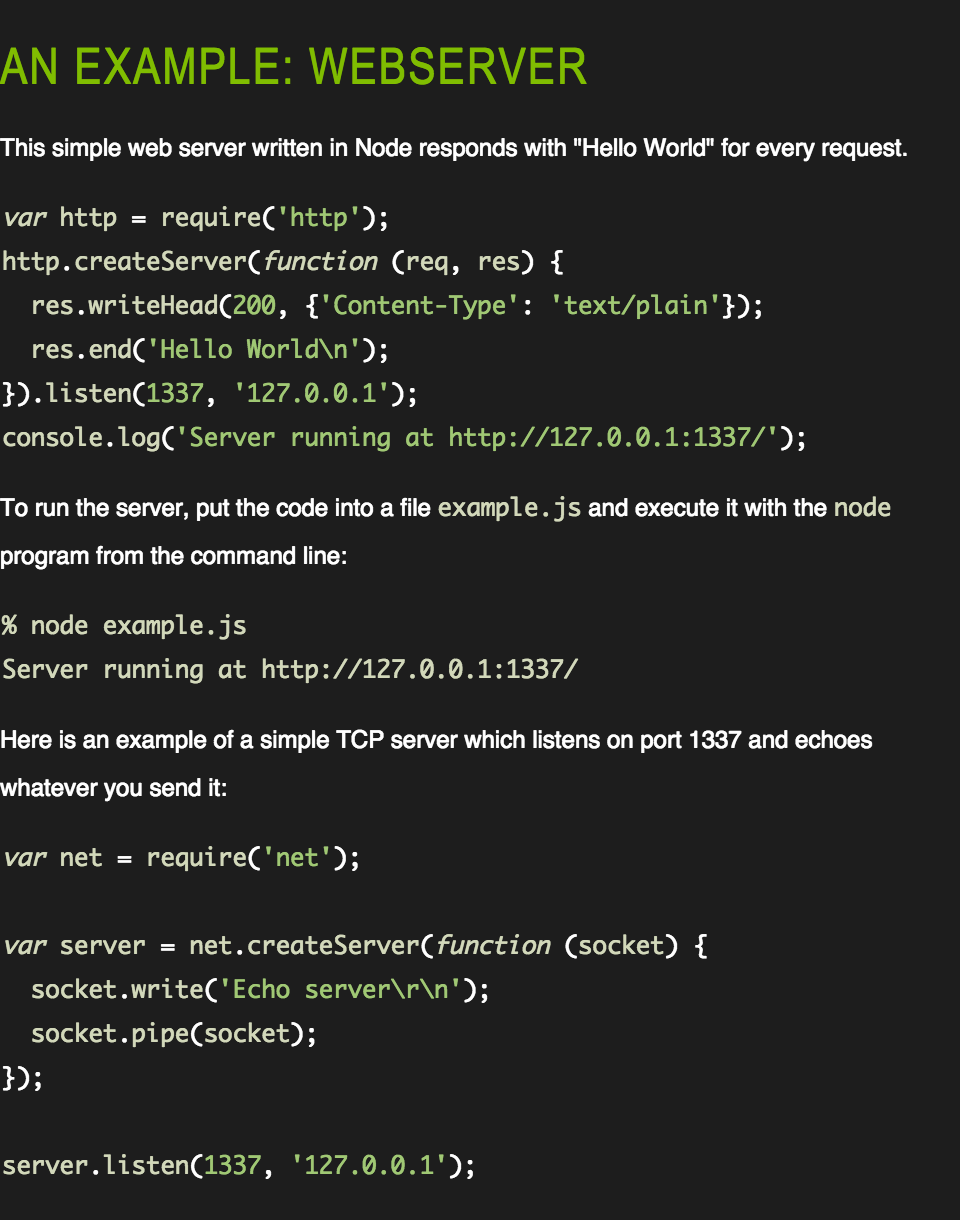 AN EXAMPLE: WEBSERVER
This simple web server written in Node responds with "Hello World" for every request.
var http = require('http');
http.createServer(function (req, res) {
  res.writeHead(200, {'Content-Type': 'text/plain'});
  res.end('Hello World\n');
}).listen(1337, '127.0.0.1');
console.log('Server running at http://127.0.0.1:1337/');
To run the server, put the code into a file example.js and execute it with the node
program from the command line:
% node example.js
Server running at http://127.0.0.1:1337/
Here is an example of a simple TCP server which listens on port 1337 and echoes
whatever you send it:
var net = require('net');
var server = net.createServer(function (socket) {
  socket.write('Echo server\r\n');
  socket.pipe(socket);
});
server.listen(1337, '127.0.0.1');